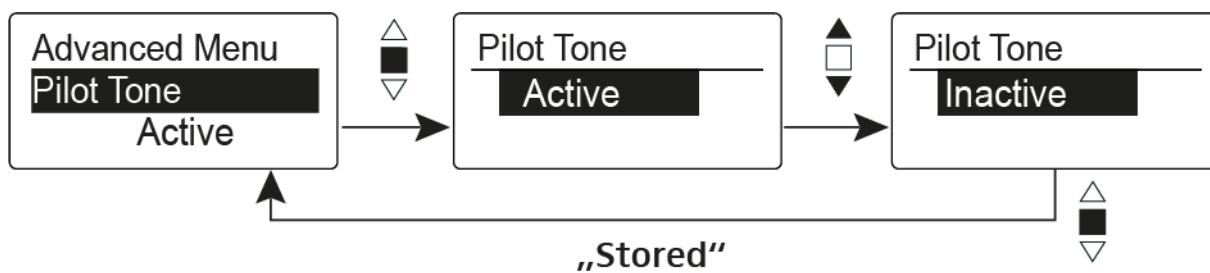 Advanced Menu
Pilot Tone
Active
Pilot Tone
Active
Pilot Tone
Inactive
„Stored“